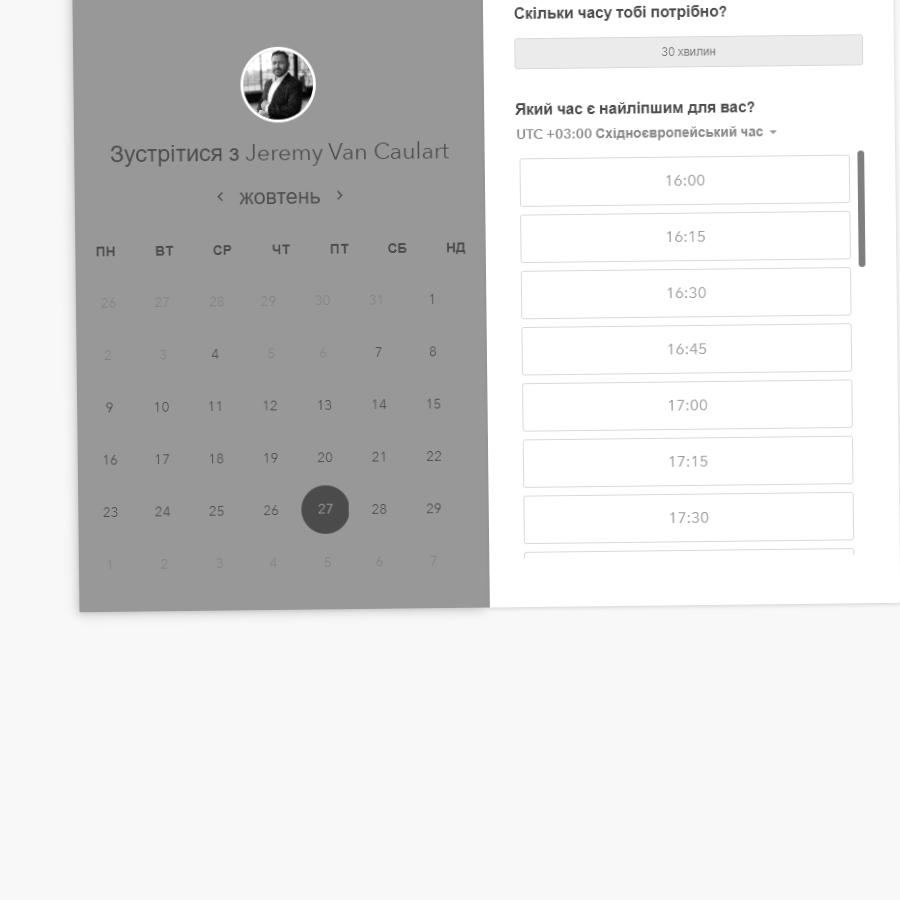 Зустрітися з Jeremy Van Caulart
жовтень
ПН ВТ СР ЧТ ПТ СБ НД
26 27 28 29 30 31 1
2 3 4 5 6 7 8
9 10 11 12 13 14 15
16 17 18 19 20 21 22
23 24 25 26 27 28 29
1 2 3 4 5 6 7
Скільки часу тобі потрібно?
30 хвилин
Який час є найліпшим для вас?
UTC +03:00 Східноєвропейський час
16:00
16:15
16:30
16:45
17:00
17:15
17:30